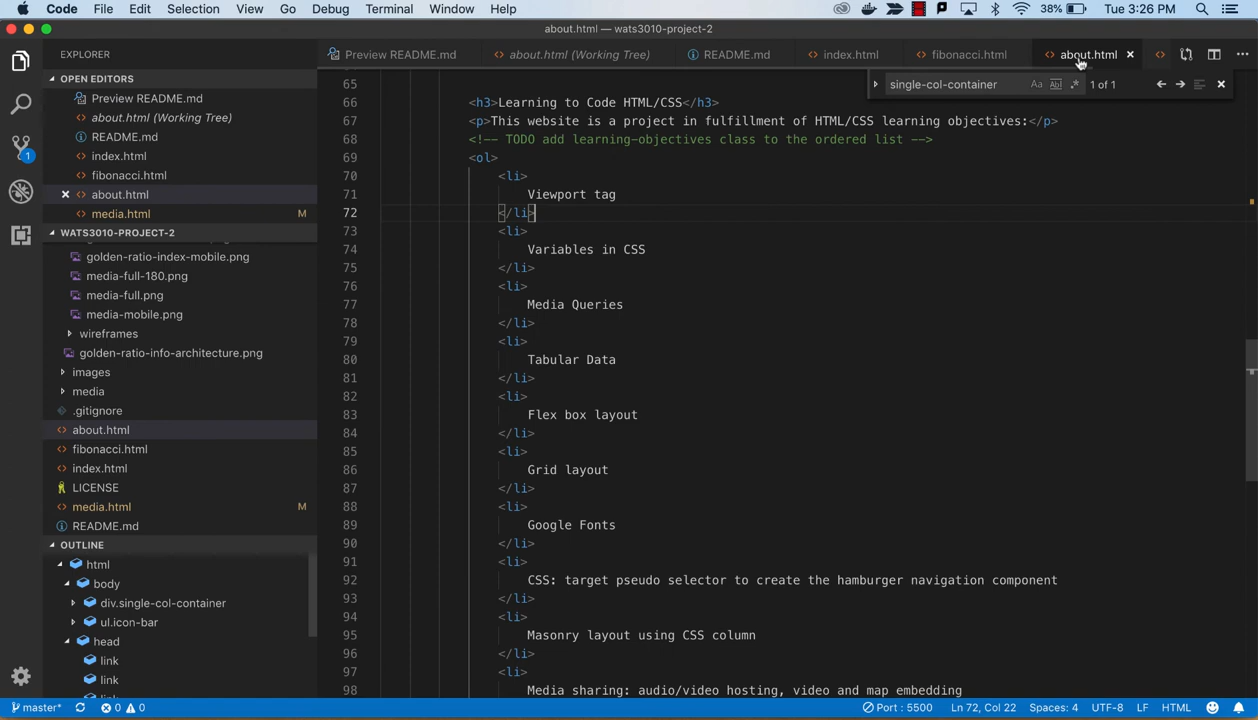 Code File Edit Selection View Go Debug Terminal Window Help 38% Tue 3:26 PM
about.html — wats3010-project-2
EXPLORER
OPEN EDITORS
Preview README.md
about.html (Working Tree)
README.md
index.html
fibonacci.html
about.html
media.html M
WATS3010-PROJECT-2
golden-ratio-index-mobile.png
media-full-180.png
media-full.png
media-mobile.png
wireframes
golden-ratio-info-architecture.png
images
media
.gitignore
about.html
fibonacci.html
index.html
LICENSE
media.html M
README.md
OUTLINE
html
body
div.single-col-container
ul.icon-bar
head
link
link
Preview README.md about.html (Working Tree) README.md index.html fibonacci.html about.html
single-col-container Aa Abl .* 1 of 1
65
66 <h3>Learning to Code HTML/CSS</h3>
67 <p>This website is a project in fulfillment of HTML/CSS learning objectives:</p>
68 <!-- TODO add learning-objectives class to the ordered list -->
69 <ol>
70 <li>
71 Viewport tag
72 </li>
73 <li>
74 Variables in CSS
75 </li>
76 <li>
77 Media Queries
78 </li>
79 <li>
80 Tabular Data
81 </li>
82 <li>
83 Flex box layout
84 </li>
85 <li>
86 Grid layout
87 </li>
88 <li>
89 Google Fonts
90 </li>
91 <li>
92 CSS: target pseudo selector to create the hamburger navigation component
93 </li>
94 <li>
95 Masonry layout using CSS column
96 </li>
97 <li>
98 Media sharing: audio/video hosting, video and map embedding
master* 0 0 Port : 5500 Ln 72, Col 22 Spaces: 4 UTF-8 LF HTML
1